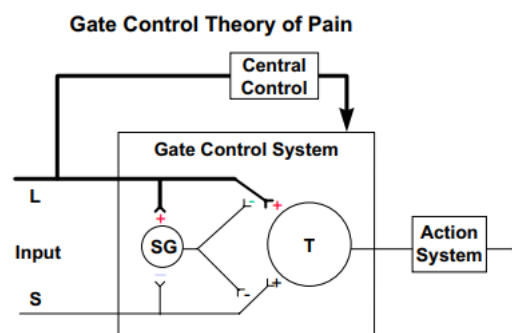 Gate Control Theory of Pain
Central
Control
Gate Control System
L
+
- +
SG
T
Action
System
Input
-
- +
S